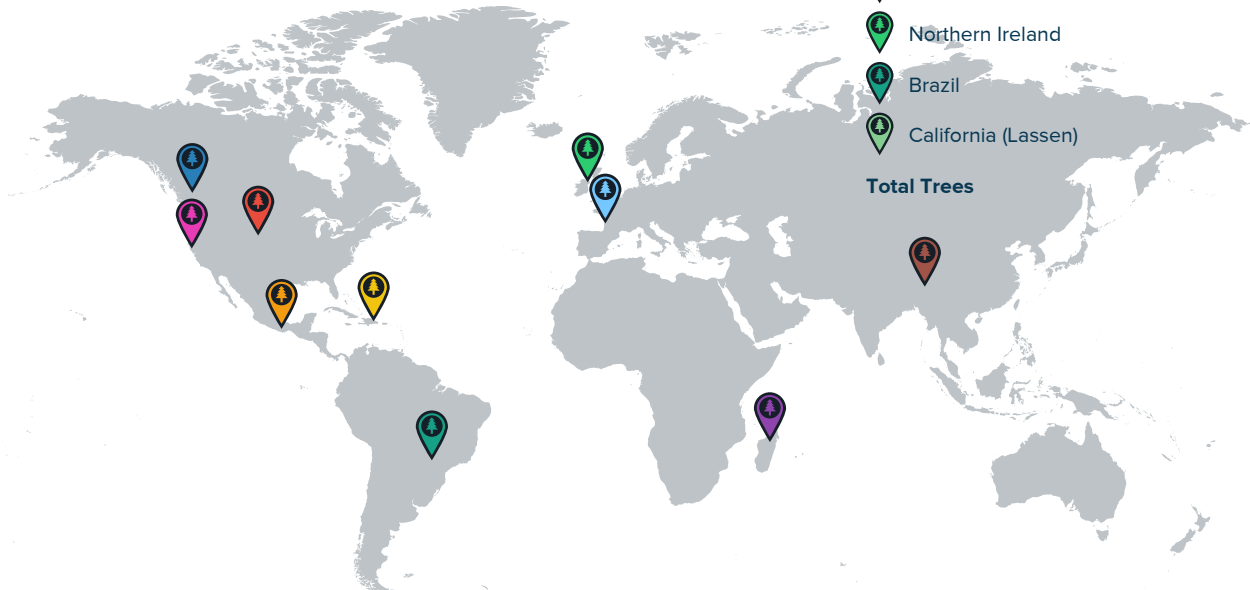 Northern Ireland
Brazil
California (Lassen)
Total Trees